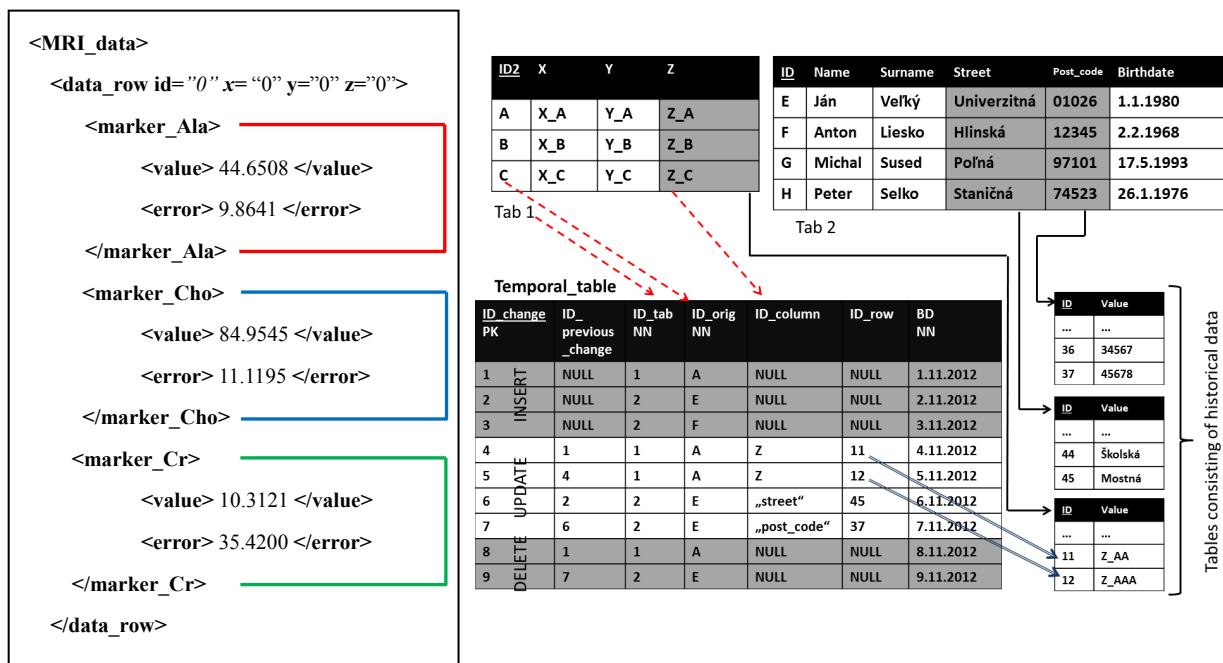 <MRI_data>
<data_row id=”0” x= “0” y=”0” z=”0”>
<marker_Ala>
<value> 44.6508 </value>
<error> 9.8641 </error>
</marker_Ala>
<marker_Cho>
<value> 84.9545 </value>
<error> 11.1195 </error>
</marker_Cho>
<marker_Cr>
<value> 10.3121 </value>
<error> 35.4200 </error>
</marker_Cr>
</data_row>
ID2 X Y Z
A X_A Y_A Z_A
B X_B Y_B Z_B
C X_C Y_C Z_C
Tab 1
ID Name Surname Street Post_code Birthdate
E Ján Veľký Univerzitná 01026 1.1.1980
F Anton Liesko Hlinská 12345 2.2.1968
G Michal Sused Poľná 97101 17.5.1993
H Peter Selko Staničná 74523 26.1.1976
Tab 2
Temporal_table
ID_change ID_ ID_tab ID_orig ID_column ID_row BD
PK previous NN NN NN
_change
1 NULL 1 A NULL NULL 1.11.2012
2 NULL 2 E NULL NULL 2.11.2012
3 NULL 2 F NULL NULL 3.11.2012
4 1 1 A Z 11 4.11.2012
5 4 1 A Z 12 5.11.2012
6 2 2 E „street“ 45 6.11.2012
7 6 2 E „post_code“ 37 7.11.2012
8 1 1 A NULL NULL 8.11.2012
9 7 2 E NULL NULL 9.11.2012
INSERT
UPDATE
DELETE
ID Value
... ...
36 34567
37 45678
ID Value
... ...
44 Školská
45 Mostná
ID Value
... ...
11 Z_AA
12 Z_AAA
Tables consisting of historical data